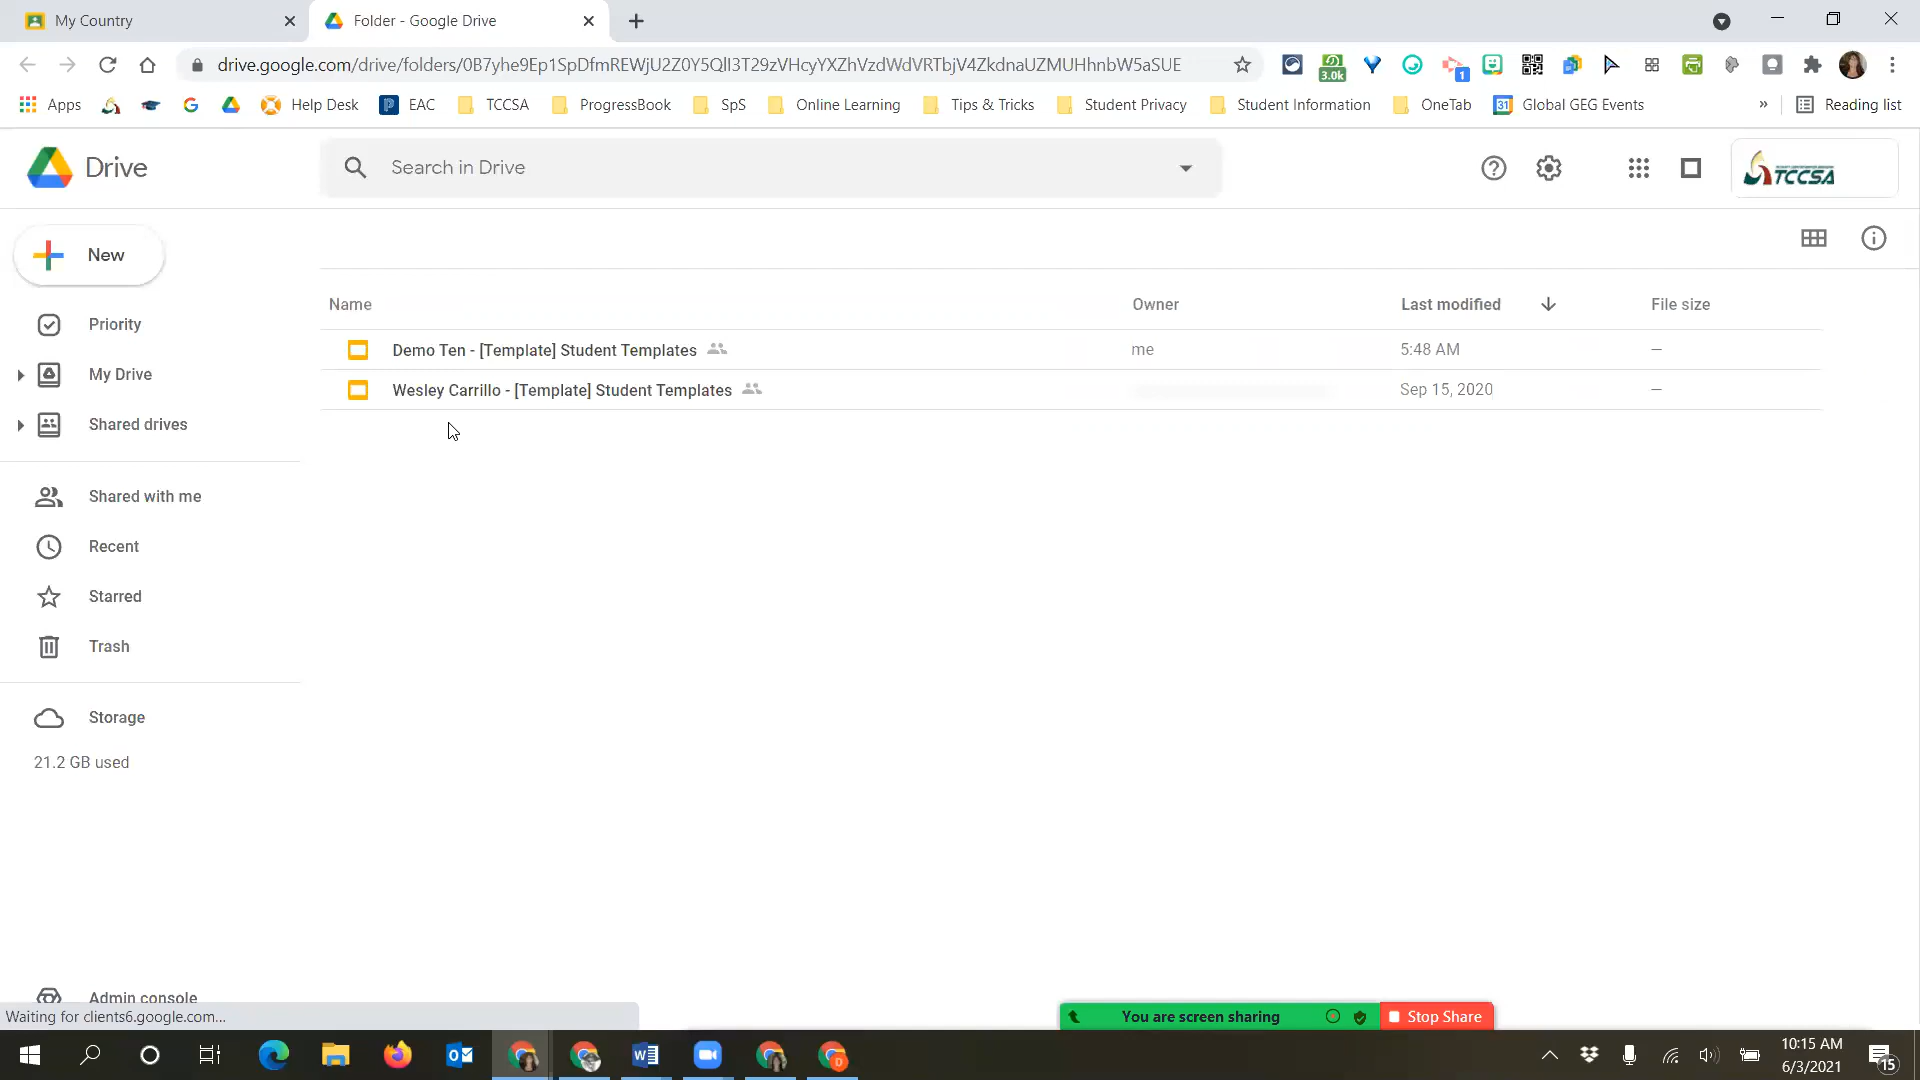 My Country
Folder - Google Drive
drive.google.com/drive/folders/0B7yhe9Ep1SpDfmREWjU2Z0Y5QlI3T29zVHcyYXZhVzdWdVRTbjV4ZkdnaUZMUHhnbW5aSUE
3.0k
1
Apps
Help Desk
EAC
TCCSA
ProgressBook
SpS
Online Learning
Tips & Tricks
Student Privacy
Student Information
OneTab
31
Global GEG Events
»
Reading list
Drive
Search in Drive
TCCSA
New
Name
Owner
Last modified
File size
Priority
Demo Ten - [Template] Student Templates
me
5:48 AM
—
My Drive
Wesley Carrillo - [Template] Student Templates
Sep 15, 2020
—
Shared drives
Shared with me
Recent
Starred
Trash
Storage
21.2 GB used
Admin console
Waiting for clients6.google.com...
You are screen sharing
Stop Share
10:15 AM
6/3/2021
15